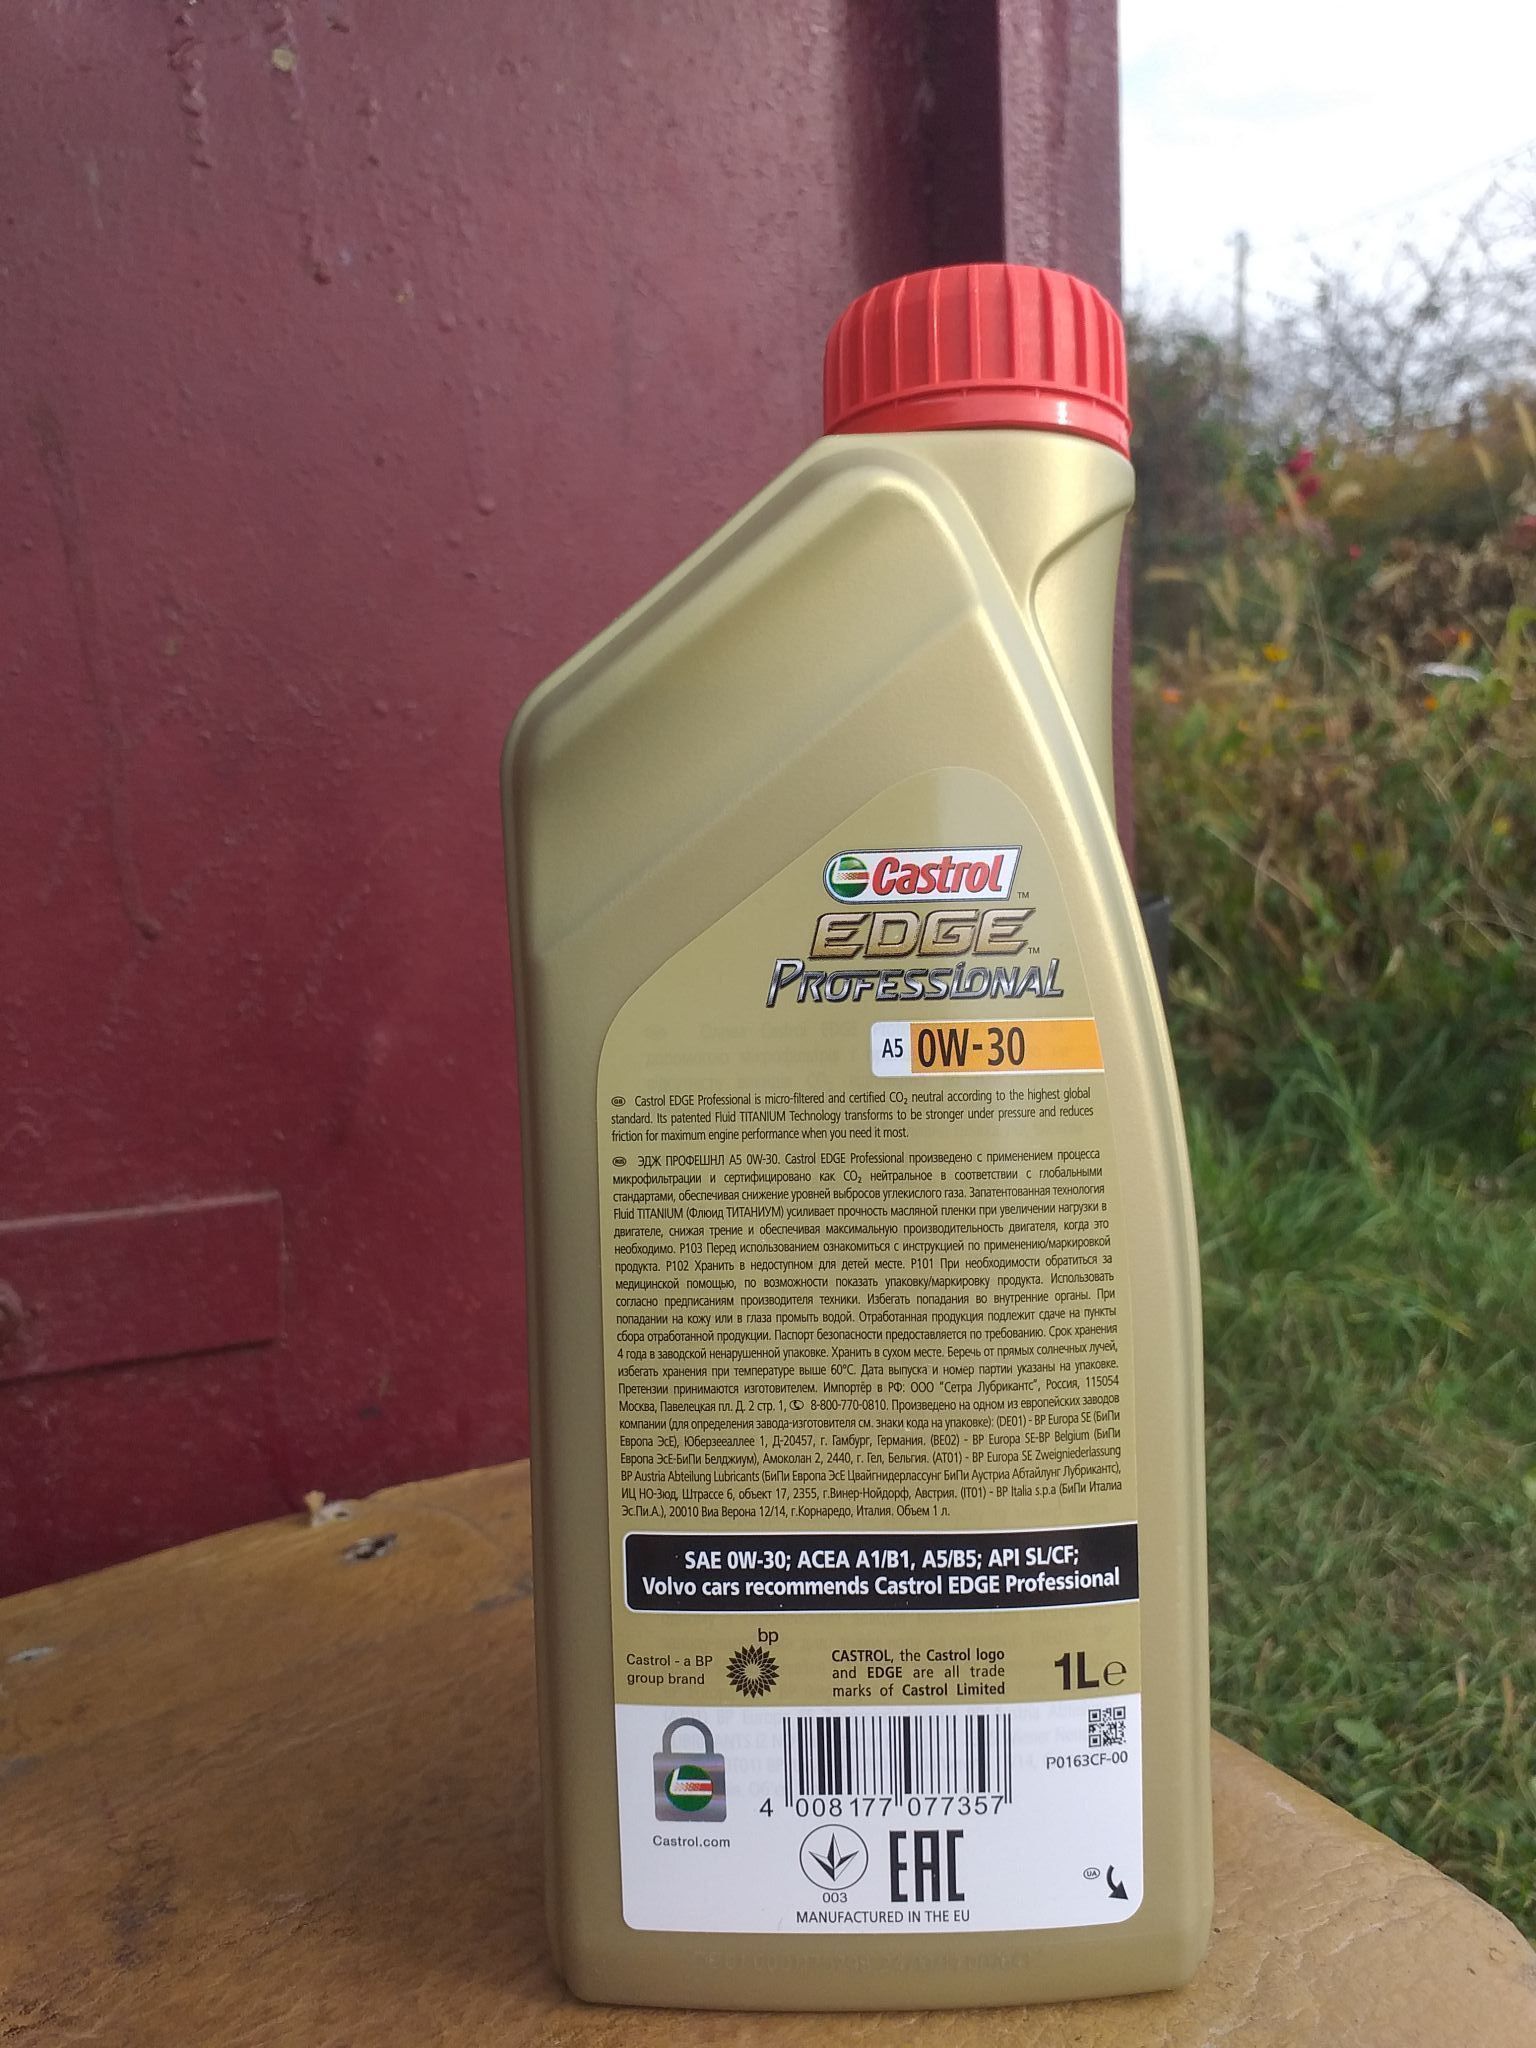 Castrol™
EDGE™
PROFESSIONAL
A5 0W-30
GB Castrol EDGE Professional is micro-filtered and certified CO₂ neutral according to the highest global
standard. Its patented Fluid TITANIUM Technology transforms to be stronger under pressure and reduces
friction for maximum engine performance when you need it most.
RUS ЭДЖ ПРОФЕШНЛ A5 0W-30. Castrol EDGE Professional произведено с применением процесса
микрофильтрации и сертифицировано как CO₂ нейтральное в соответствии с глобальными
стандартами, обеспечивая снижение уровней выбросов углекислого газа. Запатентованная технология
Fluid TITANIUM (Флюид ТИТАНИУМ) усиливает прочность масляной пленки при увеличении нагрузки в
двигателе, снижая трение и обеспечивая максимальную производительность двигателя, когда это
необходимо. P103 Перед использованием ознакомиться с инструкцией по применению/маркировкой
продукта. P102 Хранить в недоступном для детей месте. P101 При необходимости обратиться за
медицинской помощью, по возможности показать упаковку/маркировку продукта. Использовать
согласно предписаниям производителя техники. Избегать попадания во внутренние органы. При
попадании на кожу или в глаза промыть водой. Отработанная продукция подлежит сдаче на пункты
сбора отработанной продукции. Паспорт безопасности предоставляется по требованию. Срок хранения
4 года в заводской ненарушенной упаковке. Хранить в сухом месте. Беречь от прямых солнечных лучей,
избегать хранения при температуре выше 60°C. Дата выпуска и номер партии указаны на упаковке.
Претензии принимаются изготовителем. Импортёр в РФ: ООО "Сетра Лубрикантс", Россия, 115054
Москва, Павелецкая пл. Д. 2 стр. 1, 8-800-770-0810. Произведено на одном из европейских заводов
компании (для определения завода-изготовителя см. знаки кода на упаковке): (DE01) - BP Europa SE (БиПи
Европа ЭсЕ), Юберзееаллее 1, Д-20457, г. Гамбург, Германия. (BE02) - BP Europa SE-BP Belgium (БиПи
Европа ЭсЕ-БиПи Белджиум), Амоколан 2, 2440, г. Гел, Бельгия. (AT01) - BP Europa SE Zweigniederlassung
BP Austria Abteilung Lubricants (БиПи Европа ЭсЕ Цвайгнидерлассунг БиПи Аустриа Абтайлунг Лубрикантс),
ИЦ НО-Зюд, Штрассе 6, объект 17, 2355, г.Винер-Нойдорф, Австрия. (IT01) - BP Italia s.p.a (БиПи Италиа
Эс.Пи.А.), 20010 Виа Верона 12/14, г.Корнаредо, Италия. Объем 1 л.
SAE 0W-30; ACEA A1/B1, A5/B5; API SL/CF;
Volvo cars recommends Castrol EDGE Professional
bp
Castrol - a BP
group brand
CASTROL, the Castrol logo
and EDGE are all trade
marks of Castrol Limited
1L e
P0163CF-00
4 008177 077357
Castrol.com
003
EAC
UA
MANUFACTURED IN THE EU